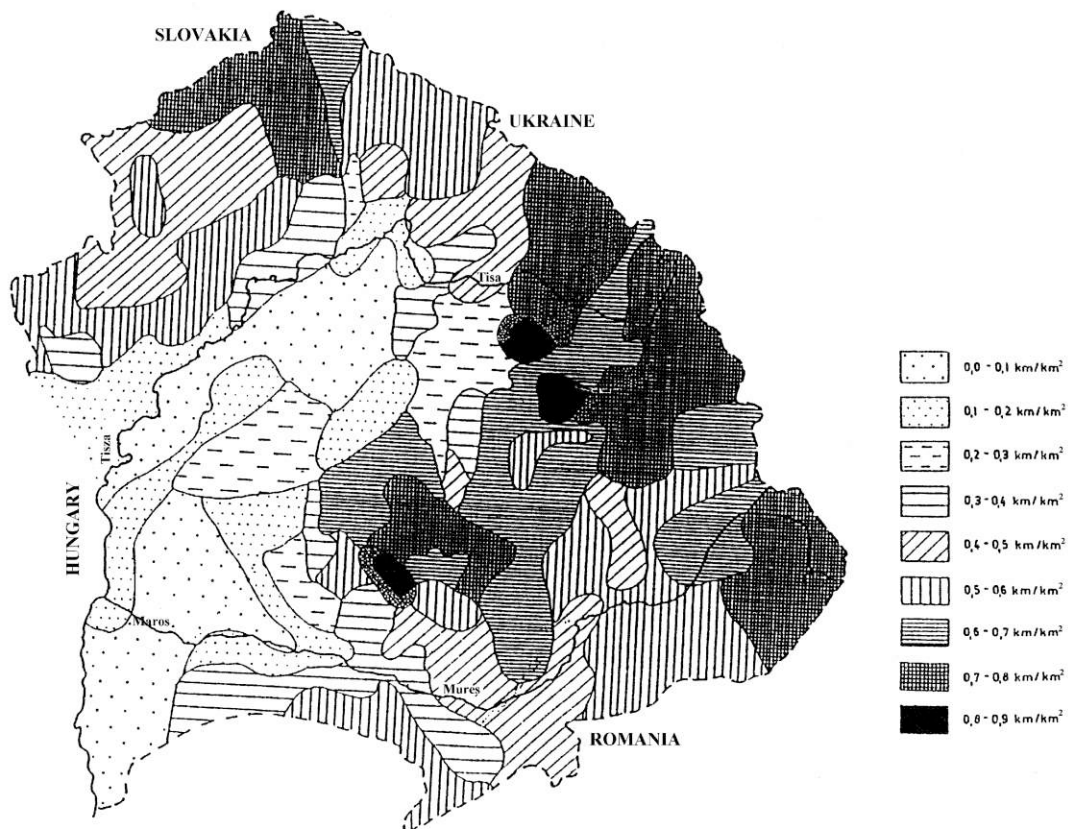 SLOVAKIA
UKRAINE
Tisa
Tisza
HUNGARY
Maros
Mureș
ROMANIA
0,0 - 0,1 km/km²
0,1 - 0,2 km/km²
0,2 - 0,3 km/km²
0,3 - 0,4 km/km²
0,4 - 0,5 km/km²
0,5 - 0,6 km/km²
0,6 - 0,7 km/km²
0,7 - 0,8 km/km²
0,8 - 0,9 km/km²